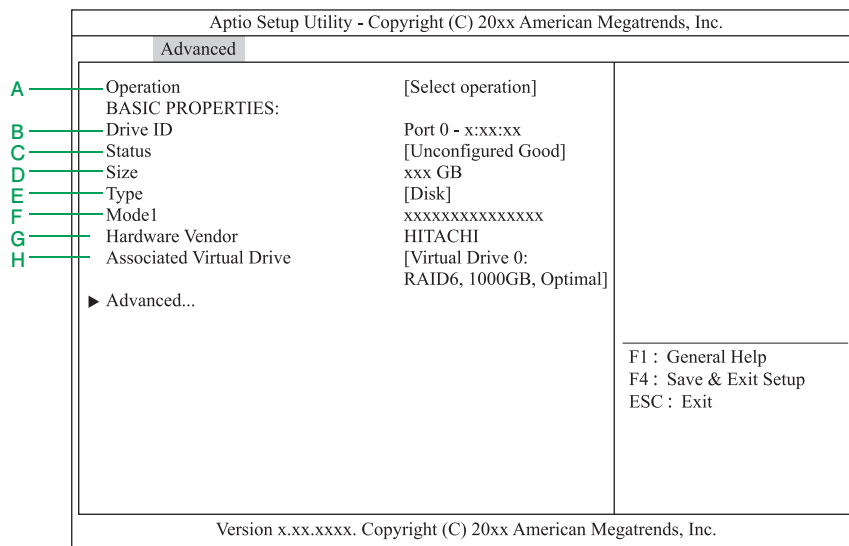 Aptio Setup Utility - Copyright (C) 20xx American Megatrends, Inc.
Advanced
A Operation [Select operation]
BASIC PROPERTIES:
B Drive ID Port 0 - x:xx:xx
C Status [Unconfigured Good]
D Size xxx GB
E Type [Disk]
F Mode1 xxxxxxxxxxxxxxx
G Hardware Vendor HITACHI
H Associated Virtual Drive [Virtual Drive 0:
RAID6, 1000GB, Optimal]
▶ Advanced...
F1 : General Help
F4 : Save & Exit Setup
ESC : Exit
Version x.xx.xxxx. Copyright (C) 20xx American Megatrends, Inc.